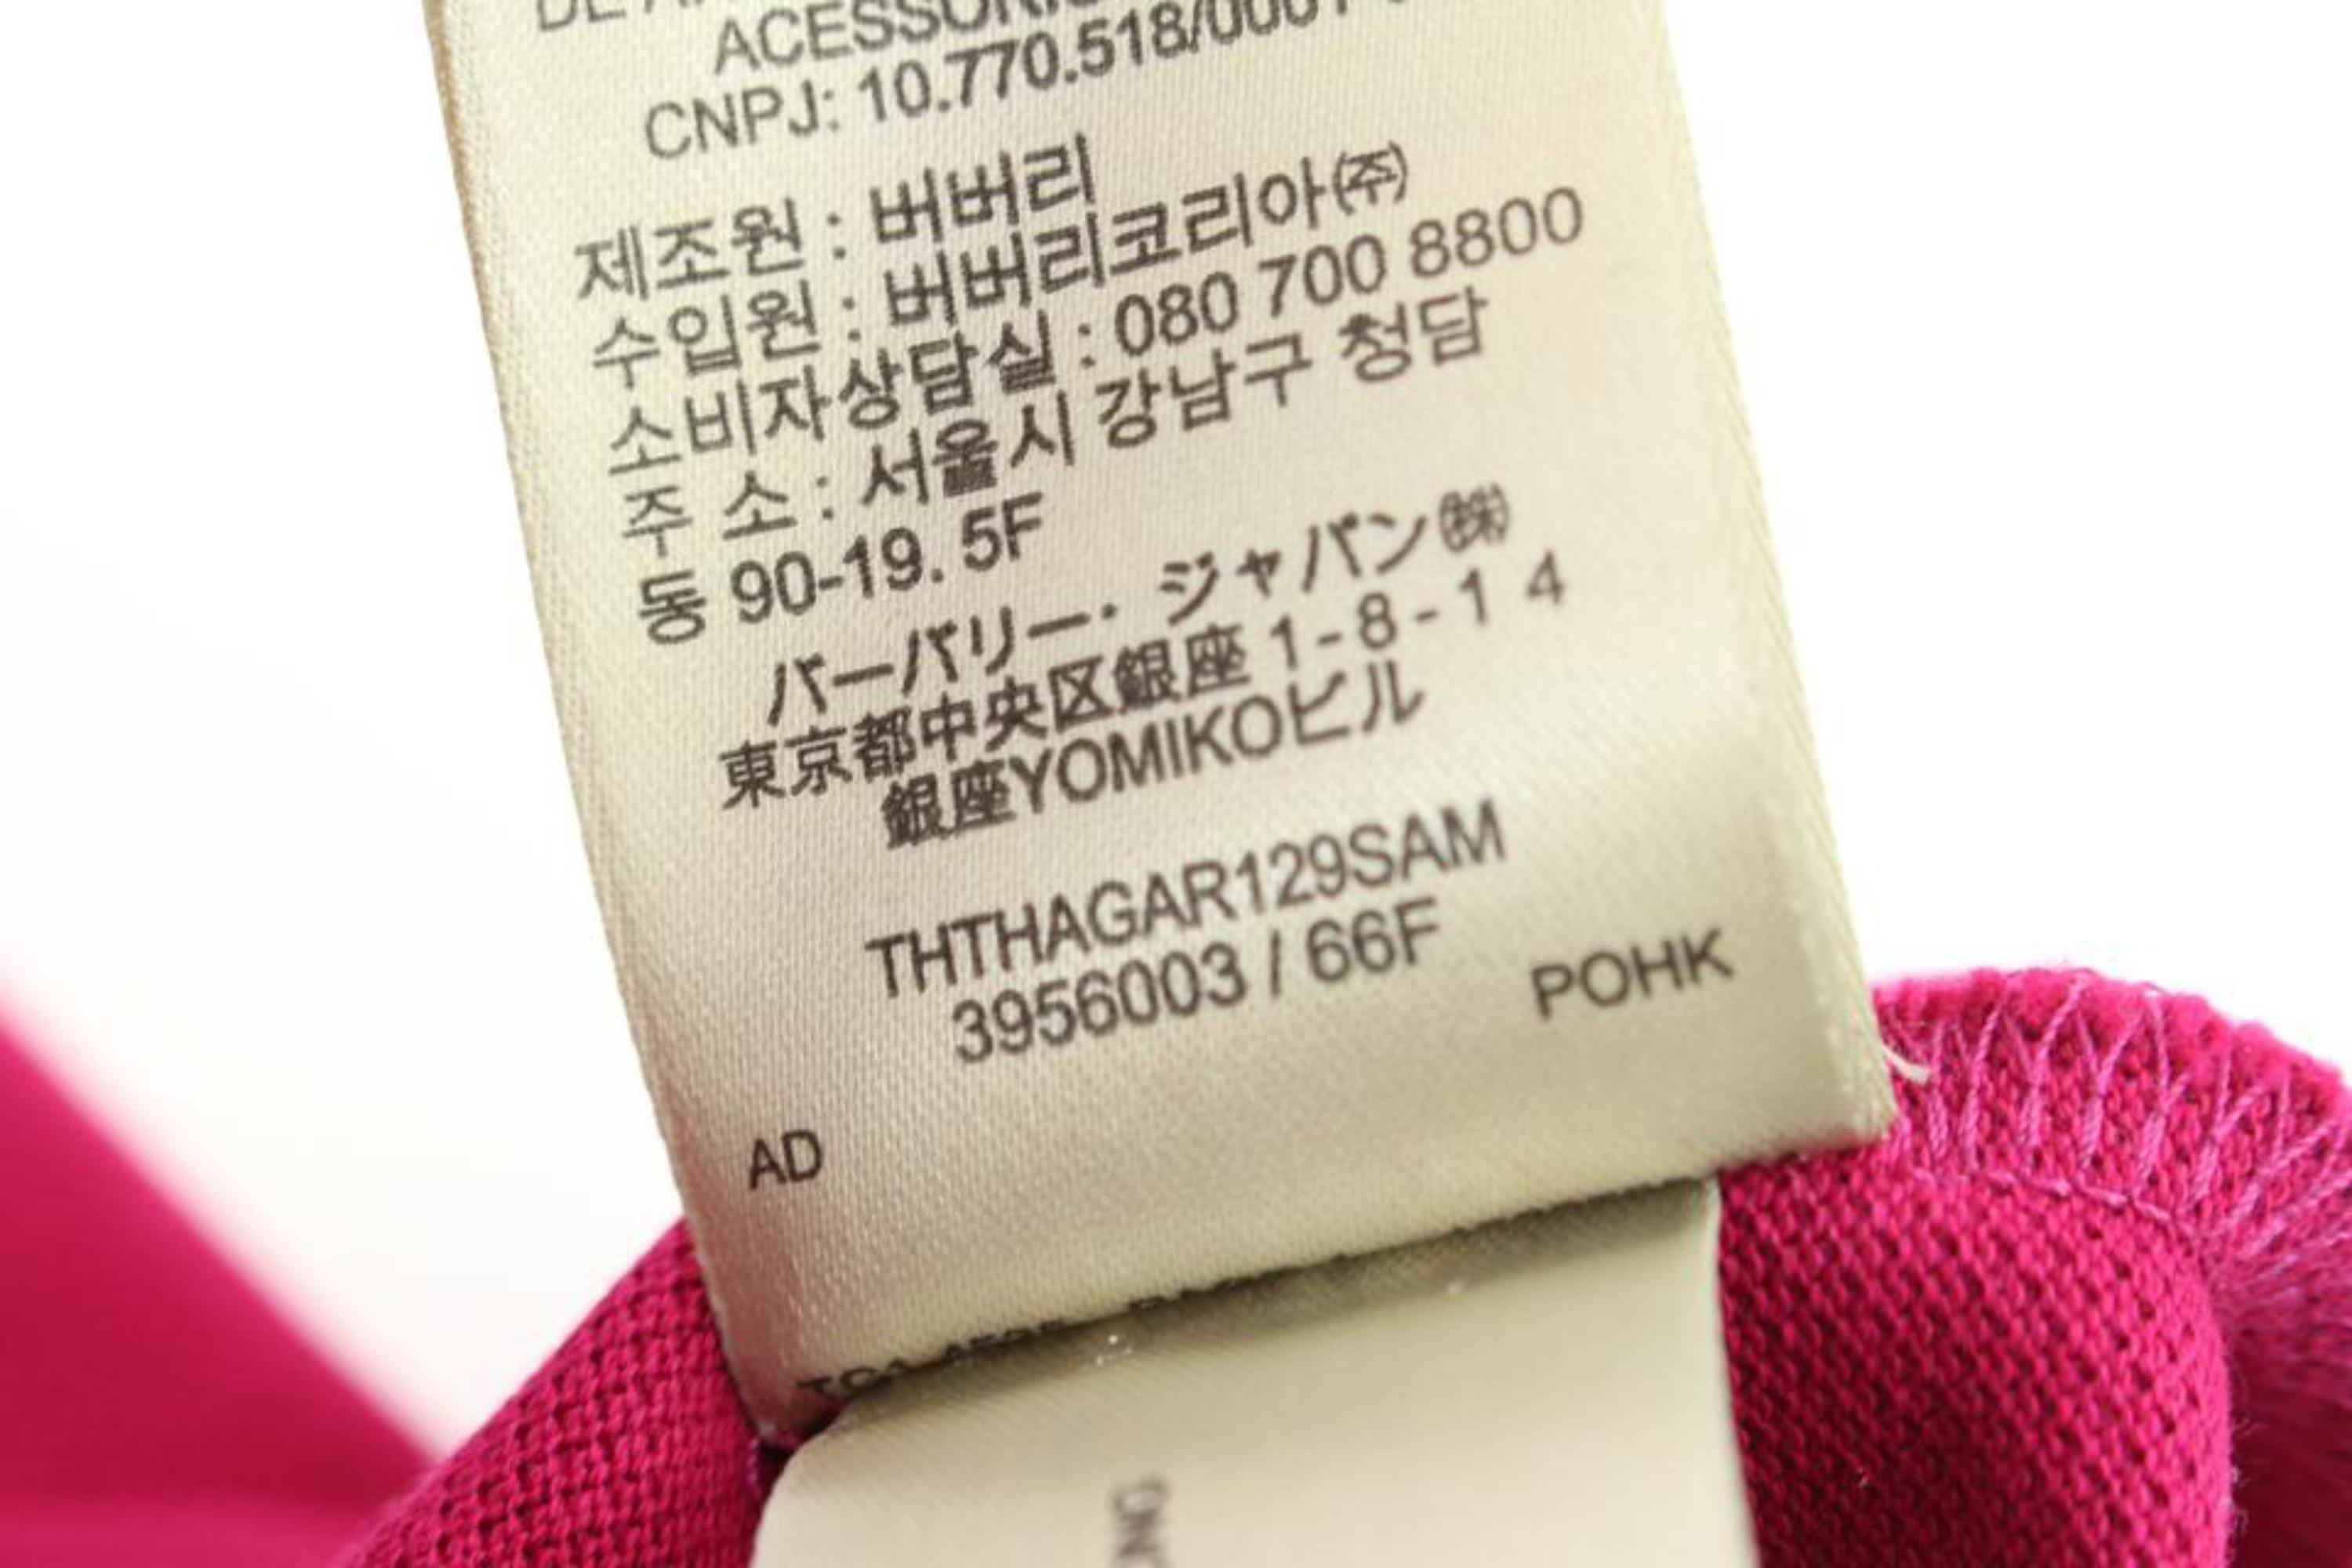 CNPJ: 10.770.518/0001
제조원 : 버버리
수입원 : 버버리코리아㈜
소비자상담실 : 080 700 8800
주 소 : 서울시 강남구 청담
동 90-19. 5F
バーバリー・ジャパン㈱
東京都中央区銀座 1-8-1 4
銀座YOMIKOビル
THTHAGAR129SAM
3956003 / 66F
POHK
AD